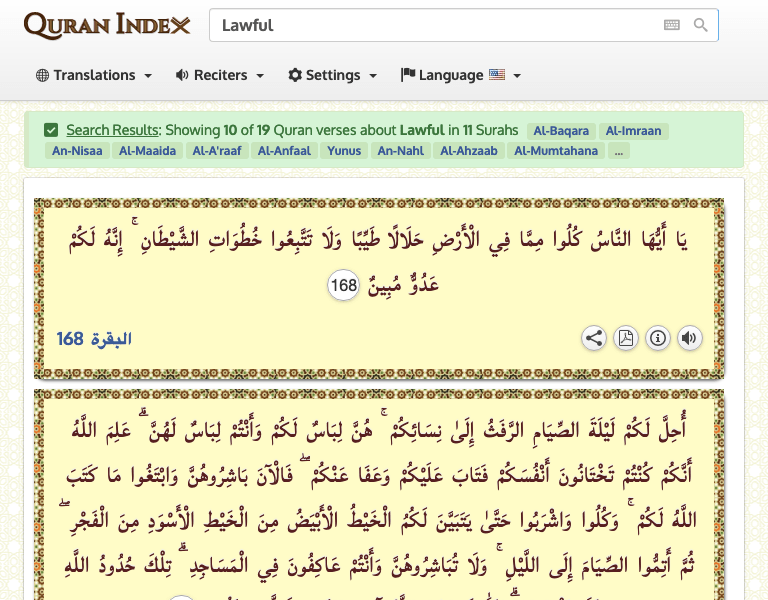 QURAN INDEX
Lawful
Translations Reciters Settings Language
Search Results: Showing 10 of 19 Quran verses about Lawful in 11 Surahs Al-Baqara Al-Imraan
An-Nisaa Al-Maaida Al-A'raaf Al-Anfaal Yunus An-Nahl Al-Ahzaab Al-Mumtahana ...
يَا أَيُّهَا النَّاسُ كُلُوا مِمَّا فِي الْأَرْضِ حَلَالًا طَيِّبًا وَلَا تَتَّبِعُوا خُطُوَاتِ الشَّيْطَانِ ۚ إِنَّهُ لَكُمْ
عَدُوٌّ مُبِينٌ 168
البقرة 168
أُحِلَّ لَكُمْ لَيْلَةَ الصِّيَامِ الرَّفَثُ إِلَىٰ نِسَائِكُمْ ۚ هُنَّ لِبَاسٌ لَكُمْ وَأَنْتُمْ لِبَاسٌ لَهُنَّ ۗ عَلِمَ اللَّهُ
أَنَّكُمْ كُنْتُمْ تَخْتَانُونَ أَنْفُسَكُمْ فَتَابَ عَلَيْكُمْ وَعَفَا عَنْكُمْ ۖ فَالْآنَ بَاشِرُوهُنَّ وَابْتَغُوا مَا كَتَبَ
اللَّهُ لَكُمْ ۚ وَكُلُوا وَاشْرَبُوا حَتَّىٰ يَتَبَيَّنَ لَكُمُ الْخَيْطُ الْأَبْيَضُ مِنَ الْخَيْطِ الْأَسْوَدِ مِنَ الْفَجْرِ ۖ
ثُمَّ أَتِمُّوا الصِّيَامَ إِلَى اللَّيْلِ ۚ وَلَا تُبَاشِرُوهُنَّ وَأَنْتُمْ عَاكِفُونَ فِي الْمَسَاجِدِ ۗ تِلْكَ حُدُودُ اللَّهِ